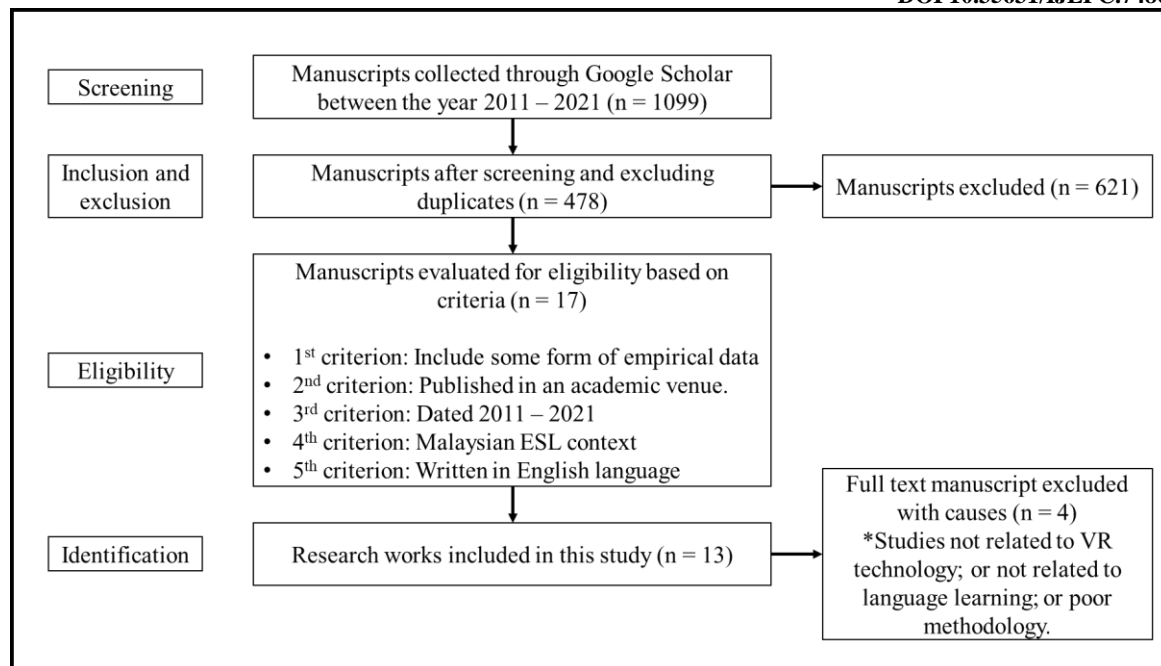 Screening
Manuscripts collected through Google Scholar
between the year 2011 – 2021 (n = 1099)
Inclusion and
exclusion
Manuscripts after screening and excluding
duplicates (n = 478)
Manuscripts excluded (n = 621)
Eligibility
Manuscripts evaluated for eligibility based on
criteria (n = 17)
• 1st criterion: Include some form of empirical data
• 2nd criterion: Published in an academic venue.
• 3rd criterion: Dated 2011 – 2021
• 4th criterion: Malaysian ESL context
• 5th criterion: Written in English language
Identification
Research works included in this study (n = 13)
Full text manuscript excluded
with causes (n = 4)
*Studies not related to VR
technology; or not related to
language learning; or poor
methodology.